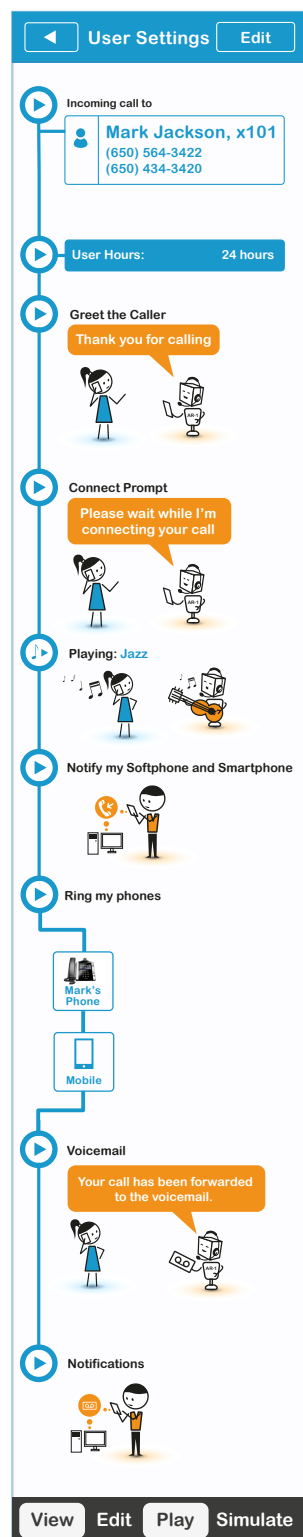 User Settings
Edit
Incoming call to
Mark Jackson, x101
(650) 564-3422
(650) 434-3420
User Hours: 24 hours
Greet the Caller
Thank you for calling
AR-1
Connect Prompt
Please wait while I'm
connecting your call
AR-1
Playing: Jazz
Notify my Softphone and Smartphone
Ring my phones
Mark's
Phone
Mobile
Voicemail
Your call has been forwarded
to the voicemail.
AR-1
Notifications
View Edit Play Simulate